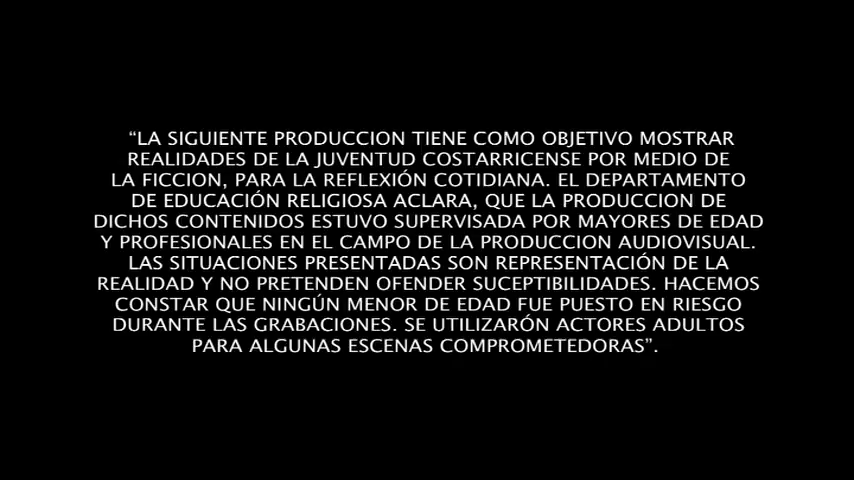 “LA SIGUIENTE PRODUCCION TIENE COMO OBJETIVO MOSTRAR
REALIDADES DE LA JUVENTUD COSTARRICENSE POR MEDIO DE
LA FICCION, PARA LA REFLEXIÓN COTIDIANA. EL DEPARTAMENTO
DE EDUCACIÓN RELIGIOSA ACLARA, QUE LA PRODUCCION DE
DICHOS CONTENIDOS ESTUVO SUPERVISADA POR MAYORES DE EDAD
Y PROFESIONALES EN EL CAMPO DE LA PRODUCCION AUDIOVISUAL.
LAS SITUACIONES PRESENTADAS SON REPRESENTACIÓN DE LA
REALIDAD Y NO PRETENDEN OFENDER SUCEPTIBILIDADES. HACEMOS
CONSTAR QUE NINGÚN MENOR DE EDAD FUE PUESTO EN RIESGO
DURANTE LAS GRABACIONES. SE UTILIZARÓN ACTORES ADULTOS
PARA ALGUNAS ESCENAS COMPROMETEDORAS”.